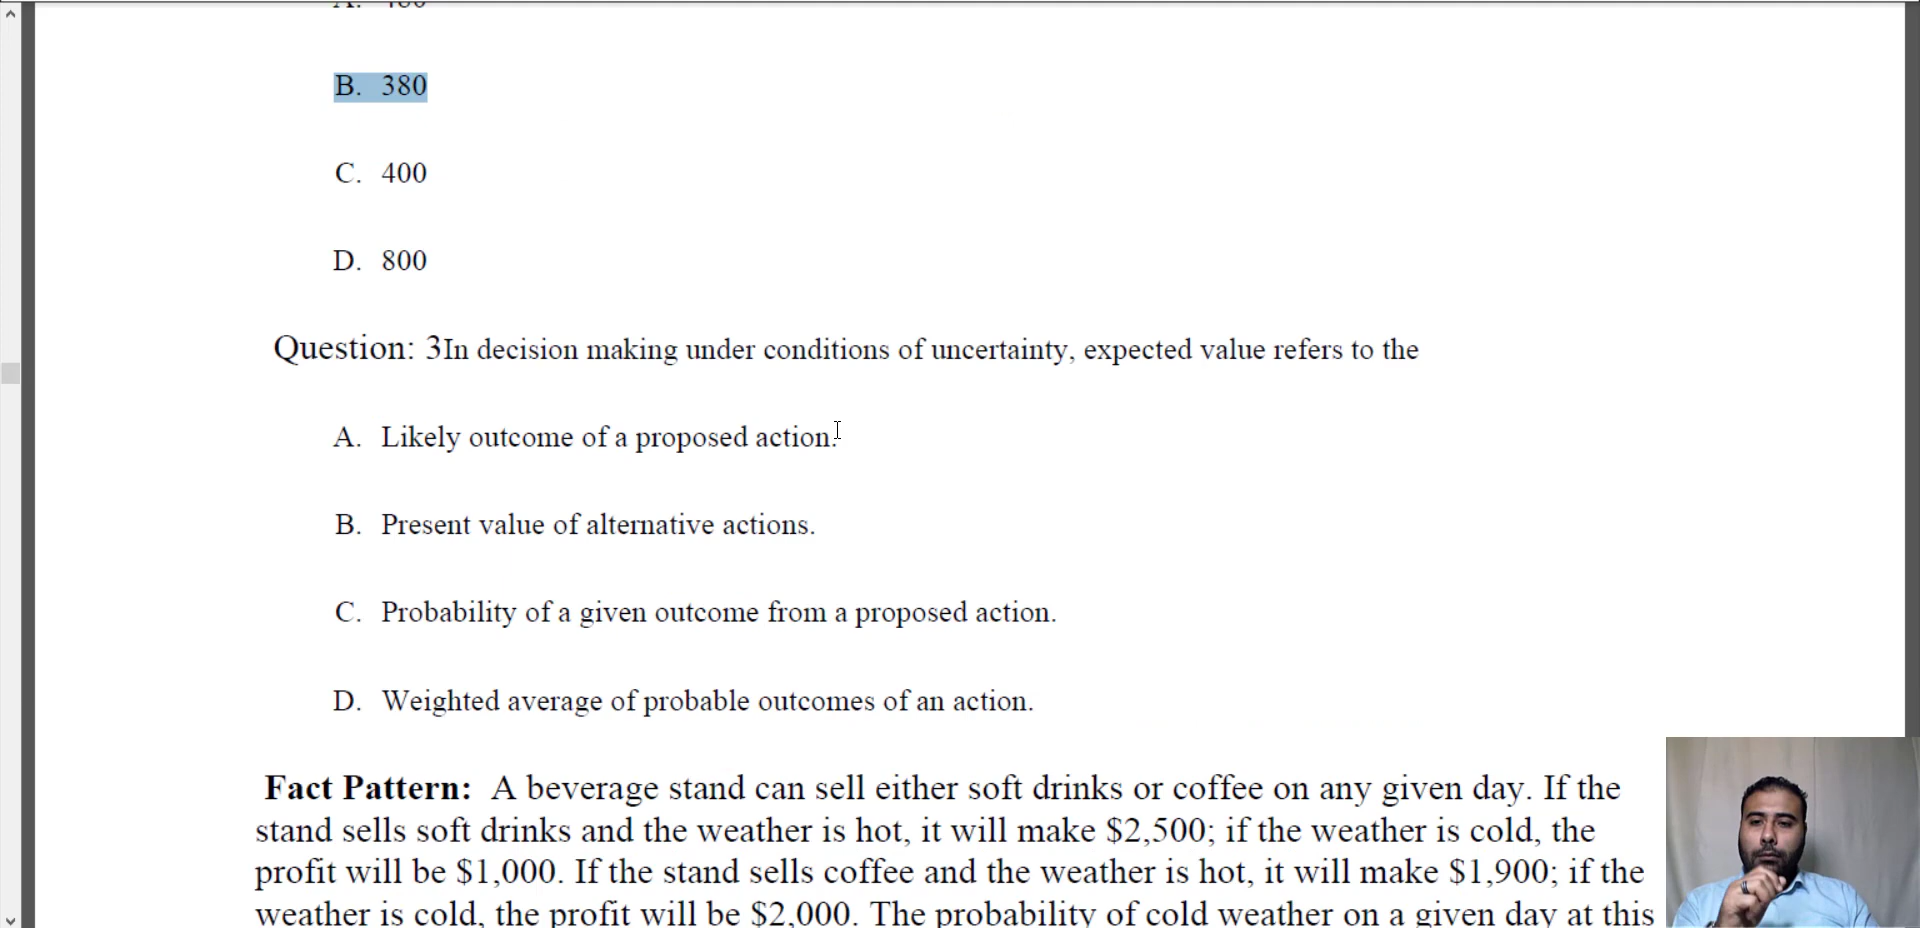 B. 380
C. 400
D. 800
Question: 3In decision making under conditions of uncertainty, expected value refers to the
A. Likely outcome of a proposed action.
B. Present value of alternative actions.
C. Probability of a given outcome from a proposed action.
D. Weighted average of probable outcomes of an action.
Fact Pattern: A beverage stand can sell either soft drinks or coffee on any given day. If the
stand sells soft drinks and the weather is hot, it will make $2,500; if the weather is cold, the
profit will be $1,000. If the stand sells coffee and the weather is hot, it will make $1,900; if the
weather is cold, the profit will be $2,000. The probability of cold weather on a given day at this